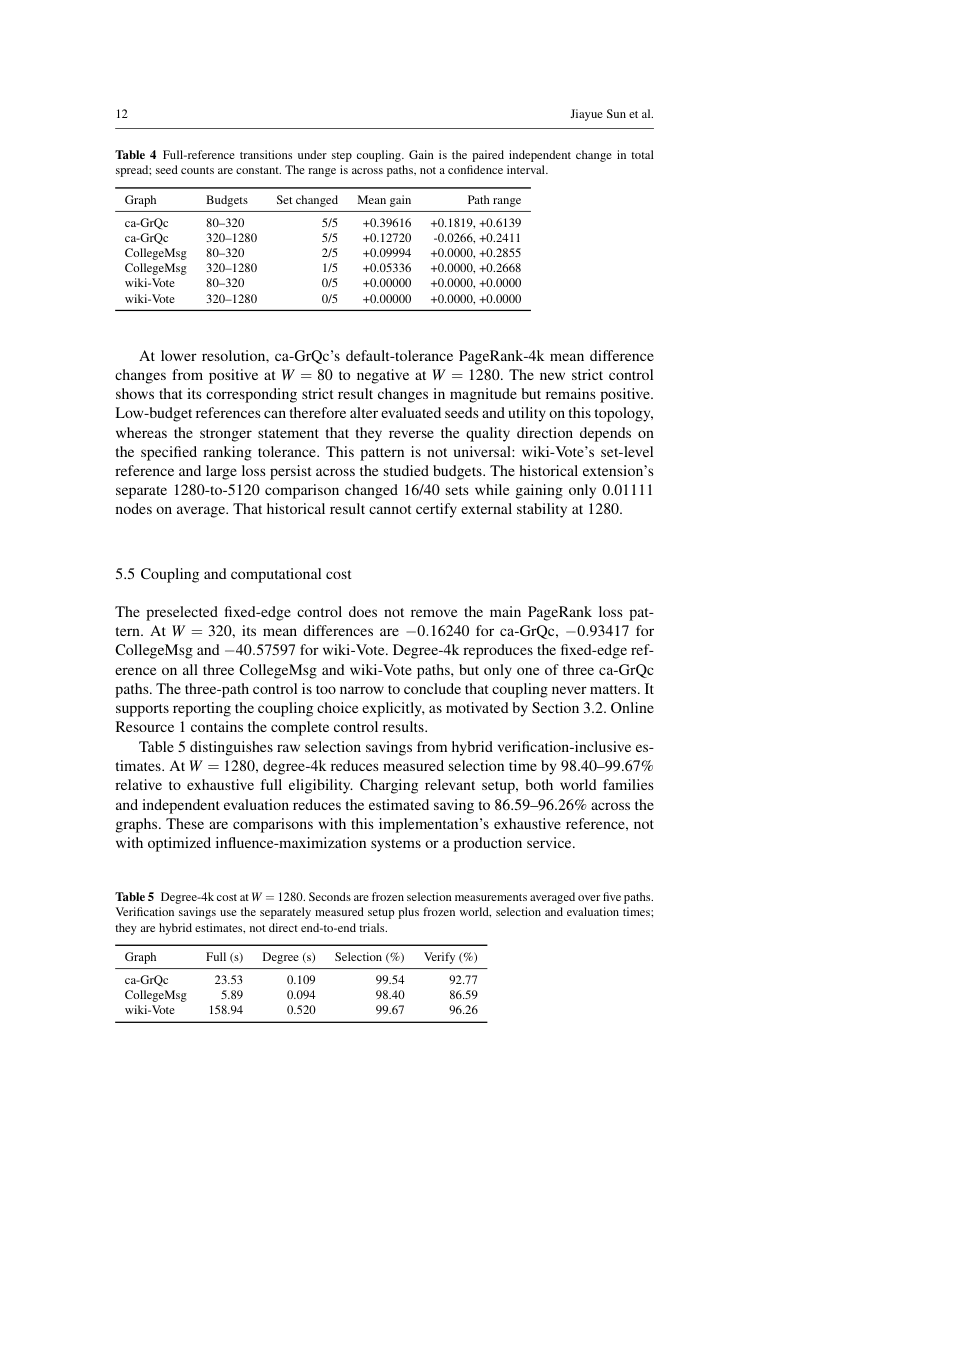 12 Jiayue Sun et al.
Table 4 Full-reference transitions under step coupling. Gain is the paired independent change in total
spread; seed counts are constant. The range is across paths, not a confidence interval.
Graph Budgets Set changed Mean gain Path range
ca-GrQc 80–320 5/5 +0.39616 +0.1819, +0.6139
ca-GrQc 320–1280 5/5 +0.12720 -0.0266, +0.2411
CollegeMsg 80–320 2/5 +0.09994 +0.0000, +0.2855
CollegeMsg 320–1280 1/5 +0.05336 +0.0000, +0.2668
wiki-Vote 80–320 0/5 +0.00000 +0.0000, +0.0000
wiki-Vote 320–1280 0/5 +0.00000 +0.0000, +0.0000
At lower resolution, ca-GrQc’s default-tolerance PageRank-4k mean difference
changes from positive at W = 80 to negative at W = 1280. The new strict control
shows that its corresponding strict result changes in magnitude but remains positive.
Low-budget references can therefore alter evaluated seeds and utility on this topology,
whereas the stronger statement that they reverse the quality direction depends on
the specified ranking tolerance. This pattern is not universal: wiki-Vote’s set-level
reference and large loss persist across the studied budgets. The historical extension’s
separate 1280-to-5120 comparison changed 16/40 sets while gaining only 0.01111
nodes on average. That historical result cannot certify external stability at 1280.
5.5 Coupling and computational cost
The preselected fixed-edge control does not remove the main PageRank loss pat-
tern. At W = 320, its mean differences are −0.16240 for ca-GrQc, −0.93417 for
CollegeMsg and −40.57597 for wiki-Vote. Degree-4k reproduces the fixed-edge ref-
erence on all three CollegeMsg and wiki-Vote paths, but only one of three ca-GrQc
paths. The three-path control is too narrow to conclude that coupling never matters. It
supports reporting the coupling choice explicitly, as motivated by Section 3.2. Online
Resource 1 contains the complete control results.
Table 5 distinguishes raw selection savings from hybrid verification-inclusive es-
timates. At W = 1280, degree-4k reduces measured selection time by 98.40–99.67%
relative to exhaustive full eligibility. Charging relevant setup, both world families
and independent evaluation reduces the estimated saving to 86.59–96.26% across the
graphs. These are comparisons with this implementation’s exhaustive reference, not
with optimized influence-maximization systems or a production service.
Table 5 Degree-4k cost at W = 1280. Seconds are frozen selection measurements averaged over five paths.
Verification savings use the separately measured setup plus frozen world, selection and evaluation times;
they are hybrid estimates, not direct end-to-end trials.
Graph Full (s) Degree (s) Selection (%) Verify (%)
ca-GrQc 23.53 0.109 99.54 92.77
CollegeMsg 5.89 0.094 98.40 86.59
wiki-Vote 158.94 0.520 99.67 96.26